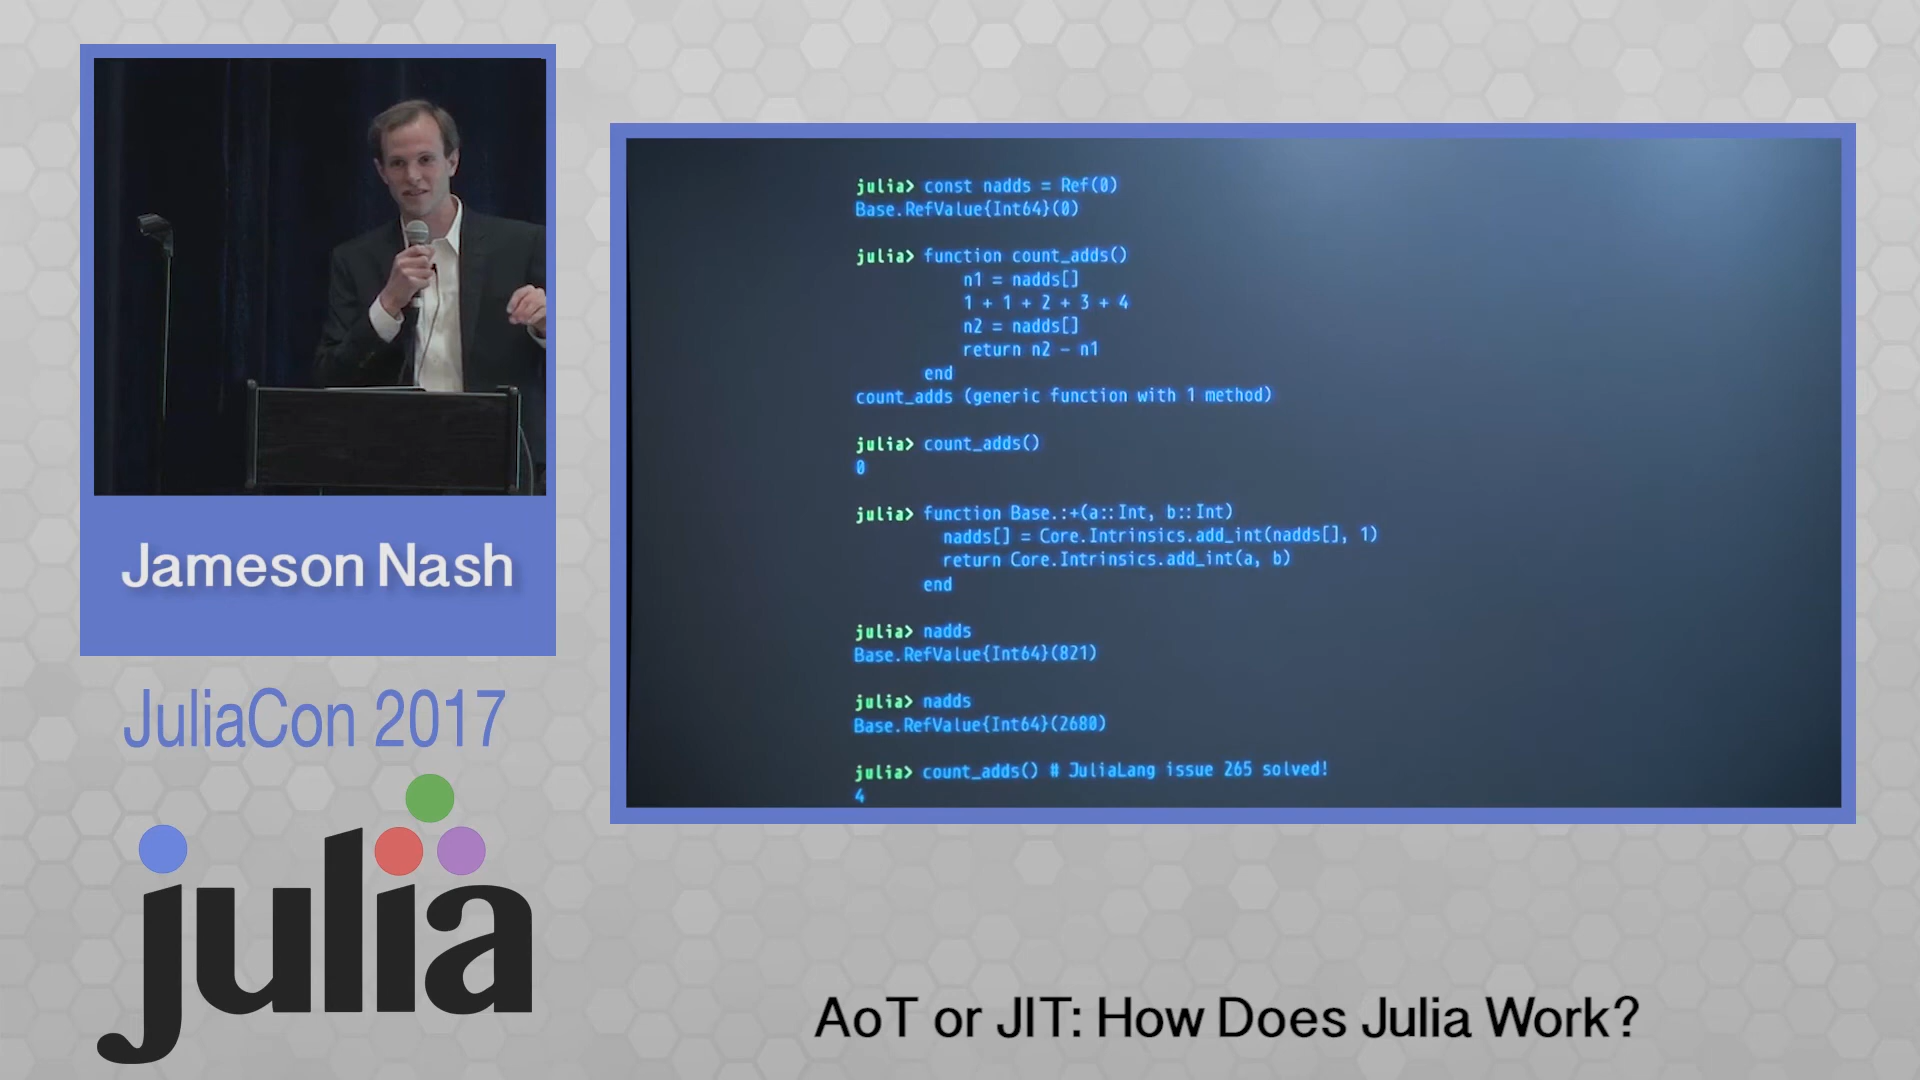 Jameson Nash
JuliaCon 2017
julia
julia> const nadds = Ref(0)
Base.RefValue{Int64}(0)
julia> function count_adds()
n1 = nadds[]
1 + 1 + 2 + 3 + 4
n2 = nadds[]
return n2 - n1
end
count_adds (generic function with 1 method)
julia> count_adds()
0
julia> function Base.:+(a::Int, b::Int)
nadds[] = Core.Intrinsics.add_int(nadds[], 1)
return Core.Intrinsics.add_int(a, b)
end
julia> nadds
Base.RefValue{Int64}(821)
julia> nadds
Base.RefValue{Int64}(2680)
julia> count_adds() # JuliaLang issue 265 solved!
4
AoT or JIT: How Does Julia Work?